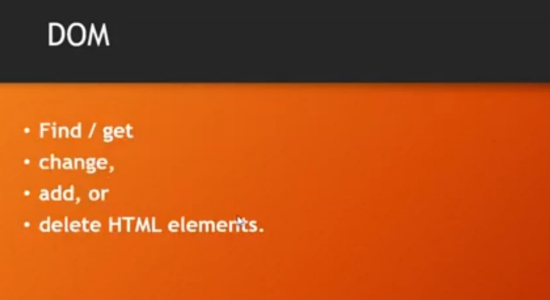 DOM
• Find / get
• change,
• add, or
• delete HTML elements.